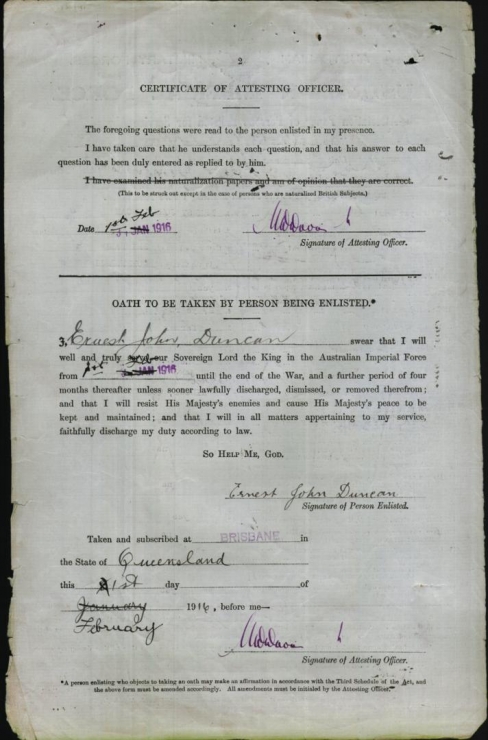 2
CERTIFICATE OF ATTESTING OFFICER.
The foregoing questions were read to the person enlisted in my presence.
I have taken care that he understands each question, and that his answer to each
question has been duly entered as replied to by him.
I have examined his naturalization papers and am of opinion that they are correct.
(This to be struck out except in the case of persons who are naturalised British Subjects.)
Date 1st Feb
JAN 1916
Signature of Attesting Officer.
OATH TO BE TAKEN BY PERSON BEING ENLISTED.*
I, Ernest John Duncan swear that I will
well and truly serve our Sovereign Lord the King in the Australian Imperial Force
from 1st Feb JAN 1916 until the end of the War, and a further period of four
months thereafter unless sooner lawfully discharged, dismissed, or removed therefrom;
and that I will resist His Majesty's enemies and cause His Majesty's peace to be
kept and maintained; and that I will in all matters appertaining to my service,
faithfully discharge my duty according to law.
SO HELP ME, GOD.
Ernest John Duncan
Signature of Person Enlisted.
Taken and subscribed at BRISBANE in
the State of Queensland
this 1st day of
January 1916, before me—
February
Signature of Attesting Officer.
*A person enlisting who objects to taking an oath may make an affirmation in accordance with the Third Schedule of the Act, and
the above form must be amended accordingly. All amendments must be initialed by the Attesting Officer.